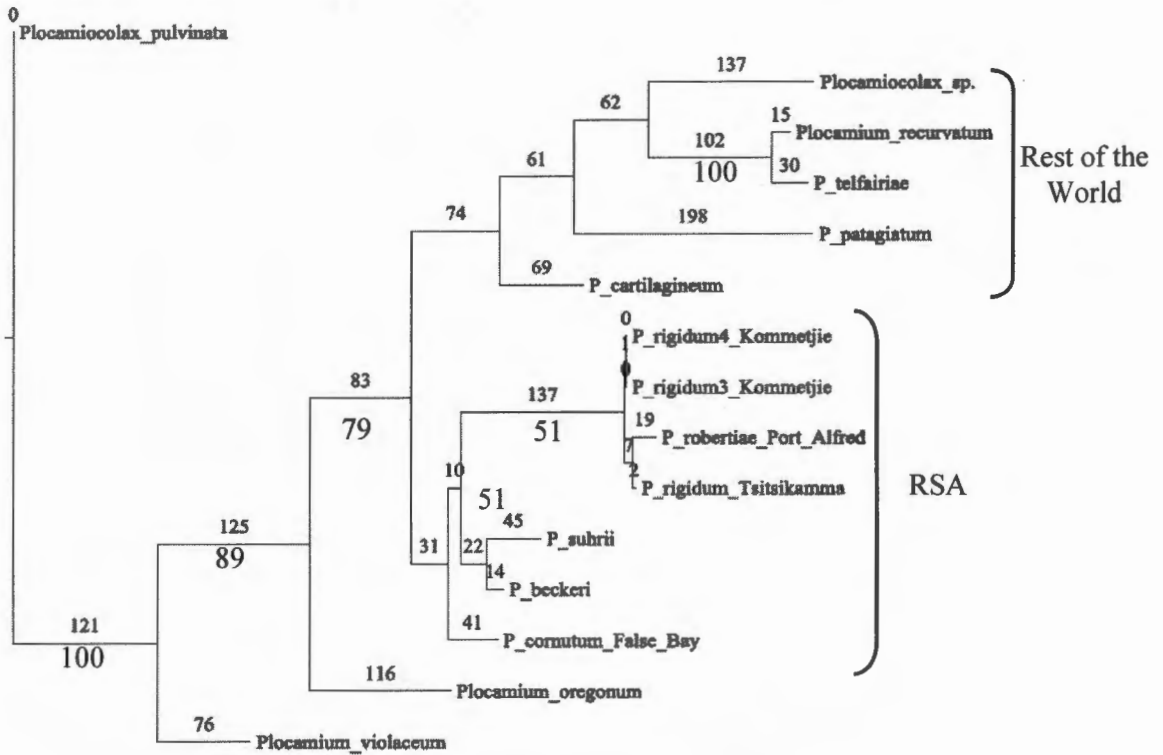 0
Plocamiocolax_pulvinata
137
Plocamiocolax_sp.
62
15
Plocamium_recurvatum
102
100
30
P_telfairiae
61
Rest of the
World
74
198
P_patagiatum
69
P_cartilagineum
0
P_rigidum4_Kommetjie
1
0
P_rigidum3_Kommetjie
83
79
137
51
19
P_robertiae_Port_Alfred
7
2
P_rigidum_Tsitsikamma
RSA
10
51
45
P_suhrii
125
89
31
22
14
P_beckeri
41
P_cornutum_False_Bay
121
100
116
Plocamium_oregonum
76
Plocamium_violaceum